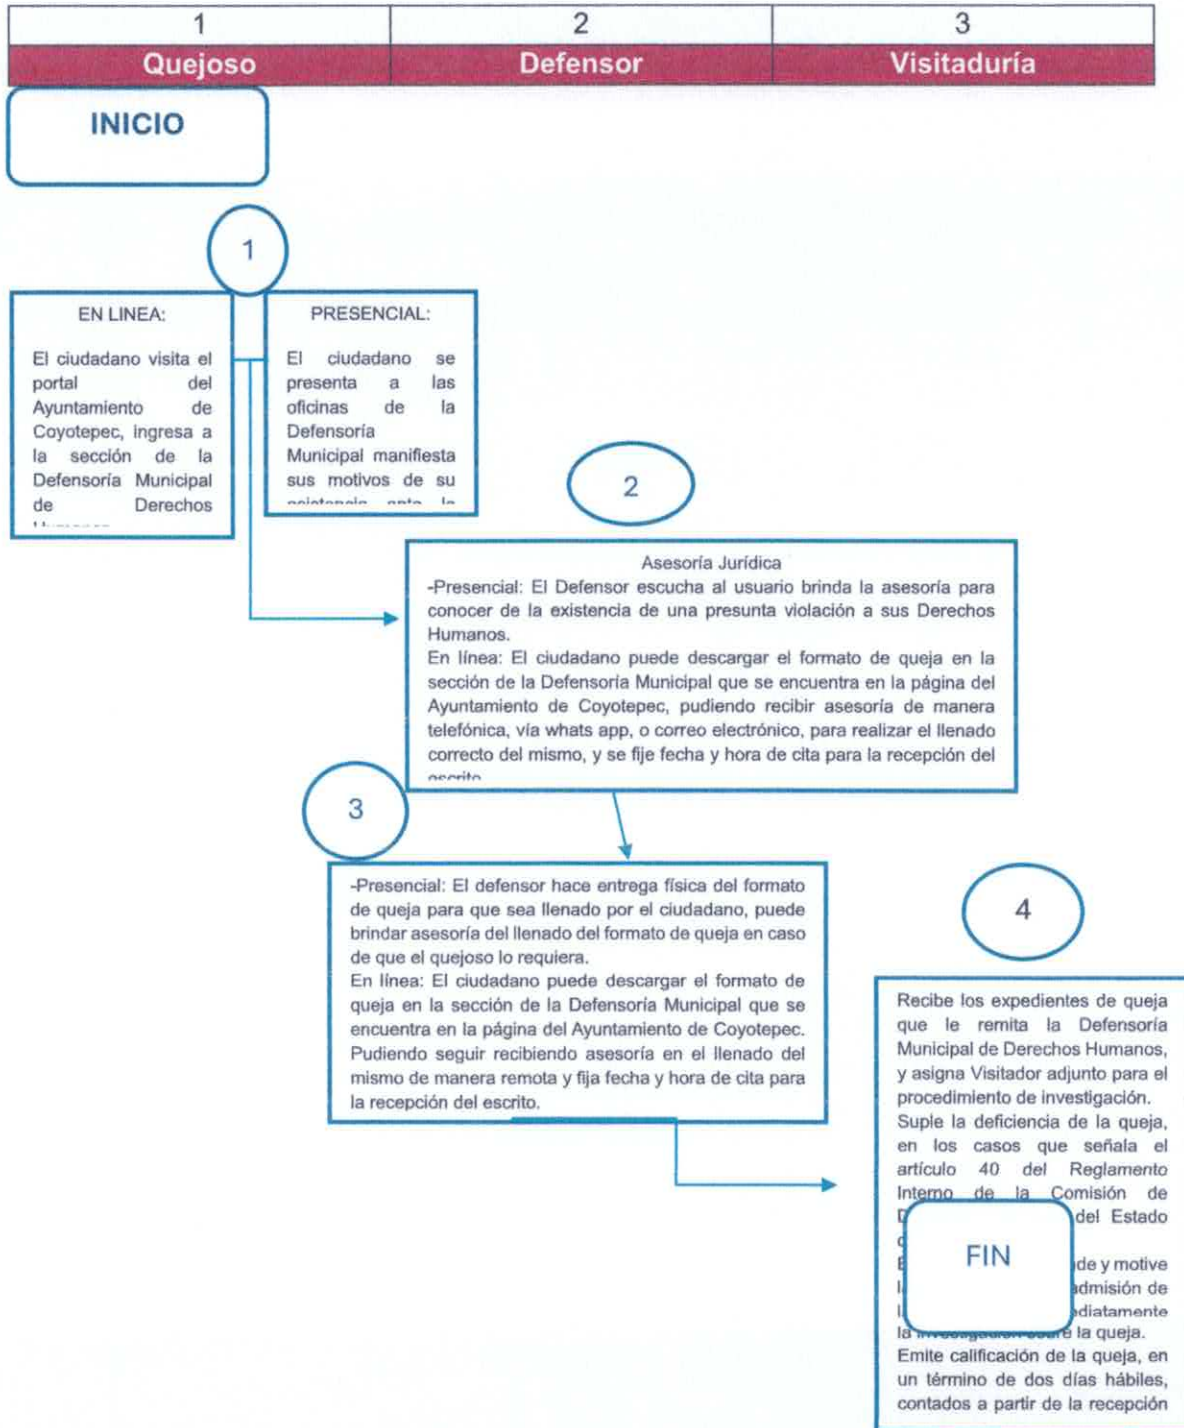 1
2
3
Quejoso
Defensor
Visitaduría
INICIO
1
EN LINEA:
El ciudadano visita el
portal del
Ayuntamiento de
Coyotepec, ingresa a
la sección de la
Defensoría Municipal
de Derechos
PRESENCIAL:
El ciudadano se
presenta a las
oficinas de la
Defensoría
Municipal manifiesta
sus motivos de su
2
Asesoría Jurídica
-Presencial: El Defensor escucha al usuario brinda la asesoría para
conocer de la existencia de una presunta violación a sus Derechos
Humanos.
En línea: El ciudadano puede descargar el formato de queja en la
sección de la Defensoría Municipal que se encuentra en la página del
Ayuntamiento de Coyotepec, pudiendo recibir asesoría de manera
telefónica, vía whats app, o correo electrónico, para realizar el llenado
correcto del mismo, y se fije fecha y hora de cita para la recepción del
escrito
3
-Presencial: El defensor hace entrega física del formato
de queja para que sea llenado por el ciudadano, puede
brindar asesoría del llenado del formato de queja en caso
de que el quejoso lo requiera.
En línea: El ciudadano puede descargar el formato de
queja en la sección de la Defensoría Municipal que se
encuentra en la página del Ayuntamiento de Coyotepec.
Pudiendo seguir recibiendo asesoría en el llenado del
mismo de manera remota y fija fecha y hora de cita para
la recepción del escrito.
4
Recibe los expedientes de queja
que le remita la Defensoría
Municipal de Derechos Humanos,
y asigna Visitador adjunto para el
procedimiento de investigación.
Suple la deficiencia de la queja,
en los casos que señala el
artículo 40 del Reglamento
Interno de la Comisión de
del Estado
y motive
de
la queja.
Emite calificación de la queja, en
un término de dos días hábiles,
contados a partir de la recepción
FIN